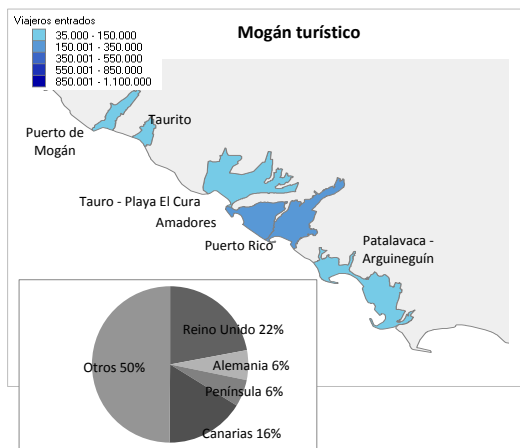 Viajeros entrados
35.000 - 150.000
150.001 - 350.000
350.001 - 550.000
550.001 - 850.000
850.001 - 1.100.000
Mogán turístico
Puerto de
Mogán
Taurito
Tauro - Playa El Cura
Amadores
Puerto Rico
Patalavaca -
Arguineguín
Reino Unido 22%
Alemania 6%
Península 6%
Canarias 16%
Otros 50%